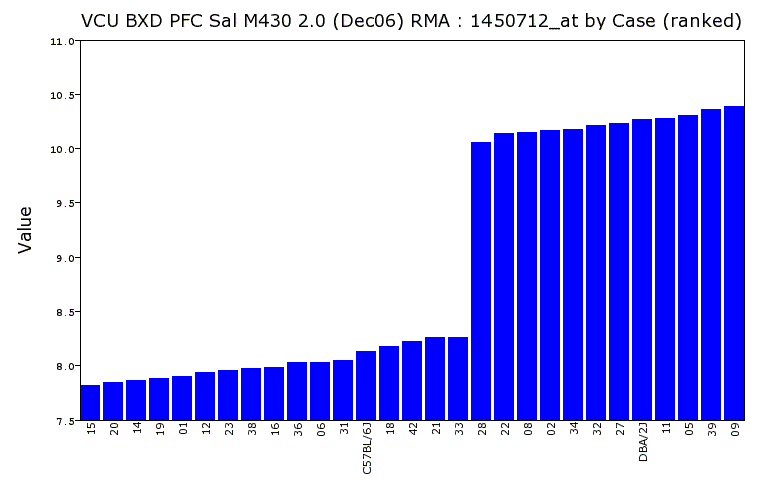 VCU BXD PFC Sal M430 2.0 (Dec06) RMA : 1450712_at by Case (ranked)
11.0
10.5
10.0
9.5
9.0
8.5
8.0
7.5
Value
15 20 14 19 01 12 23 38 16 36 06 31 C57BL/6J 18 42 21 33 28 22 08 02 34 32 27 DBA/2J 11 05 39 09